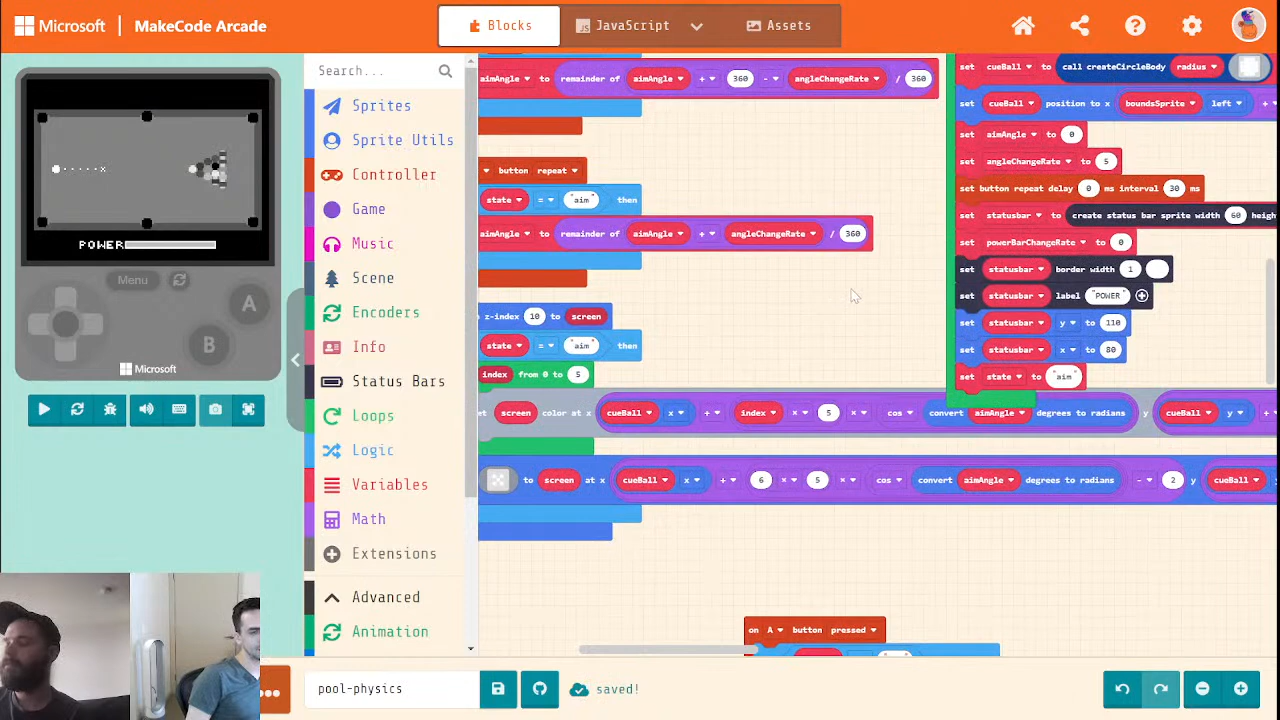 Microsoft | MakeCode Arcade
Blocks
JavaScript
Assets
POWER
Menu
A
B
Microsoft
Search...
Sprites
Sprite Utils
Controller
Game
Music
Scene
Encoders
Info
Status Bars
Loops
Logic
Variables
Math
Extensions
Advanced
Animation
aimAngle to remainder of aimAngle + 360 - angleChangeRate / 360
button repeat
state = "aim" then
aimAngle to remainder of aimAngle + angleChangeRate / 360
z-index 10 to screen
state = "aim" then
index from 0 to 5
screen color at x cueBall x + index × 5 × cos convert aimAngle degrees to radians y cueBall y +
to screen at x cueBall x + 6 × 5 × cos convert aimAngle degrees to radians - 2 y cueBall
on A button pressed
set cueBall to call createCircleBody radius
set cueBall position to x boundsSprite left +
set aimAngle to 0
set angleChangeRate to 5
set button repeat delay 0 ms interval 30 ms
set statusbar to create status bar sprite width 60 heigh
set powerBarChangeRate to 0
set statusbar border width 1
set statusbar label "POWER"
set statusbar y to 110
set statusbar x to 80
set state to "aim"
pool-physics
saved!